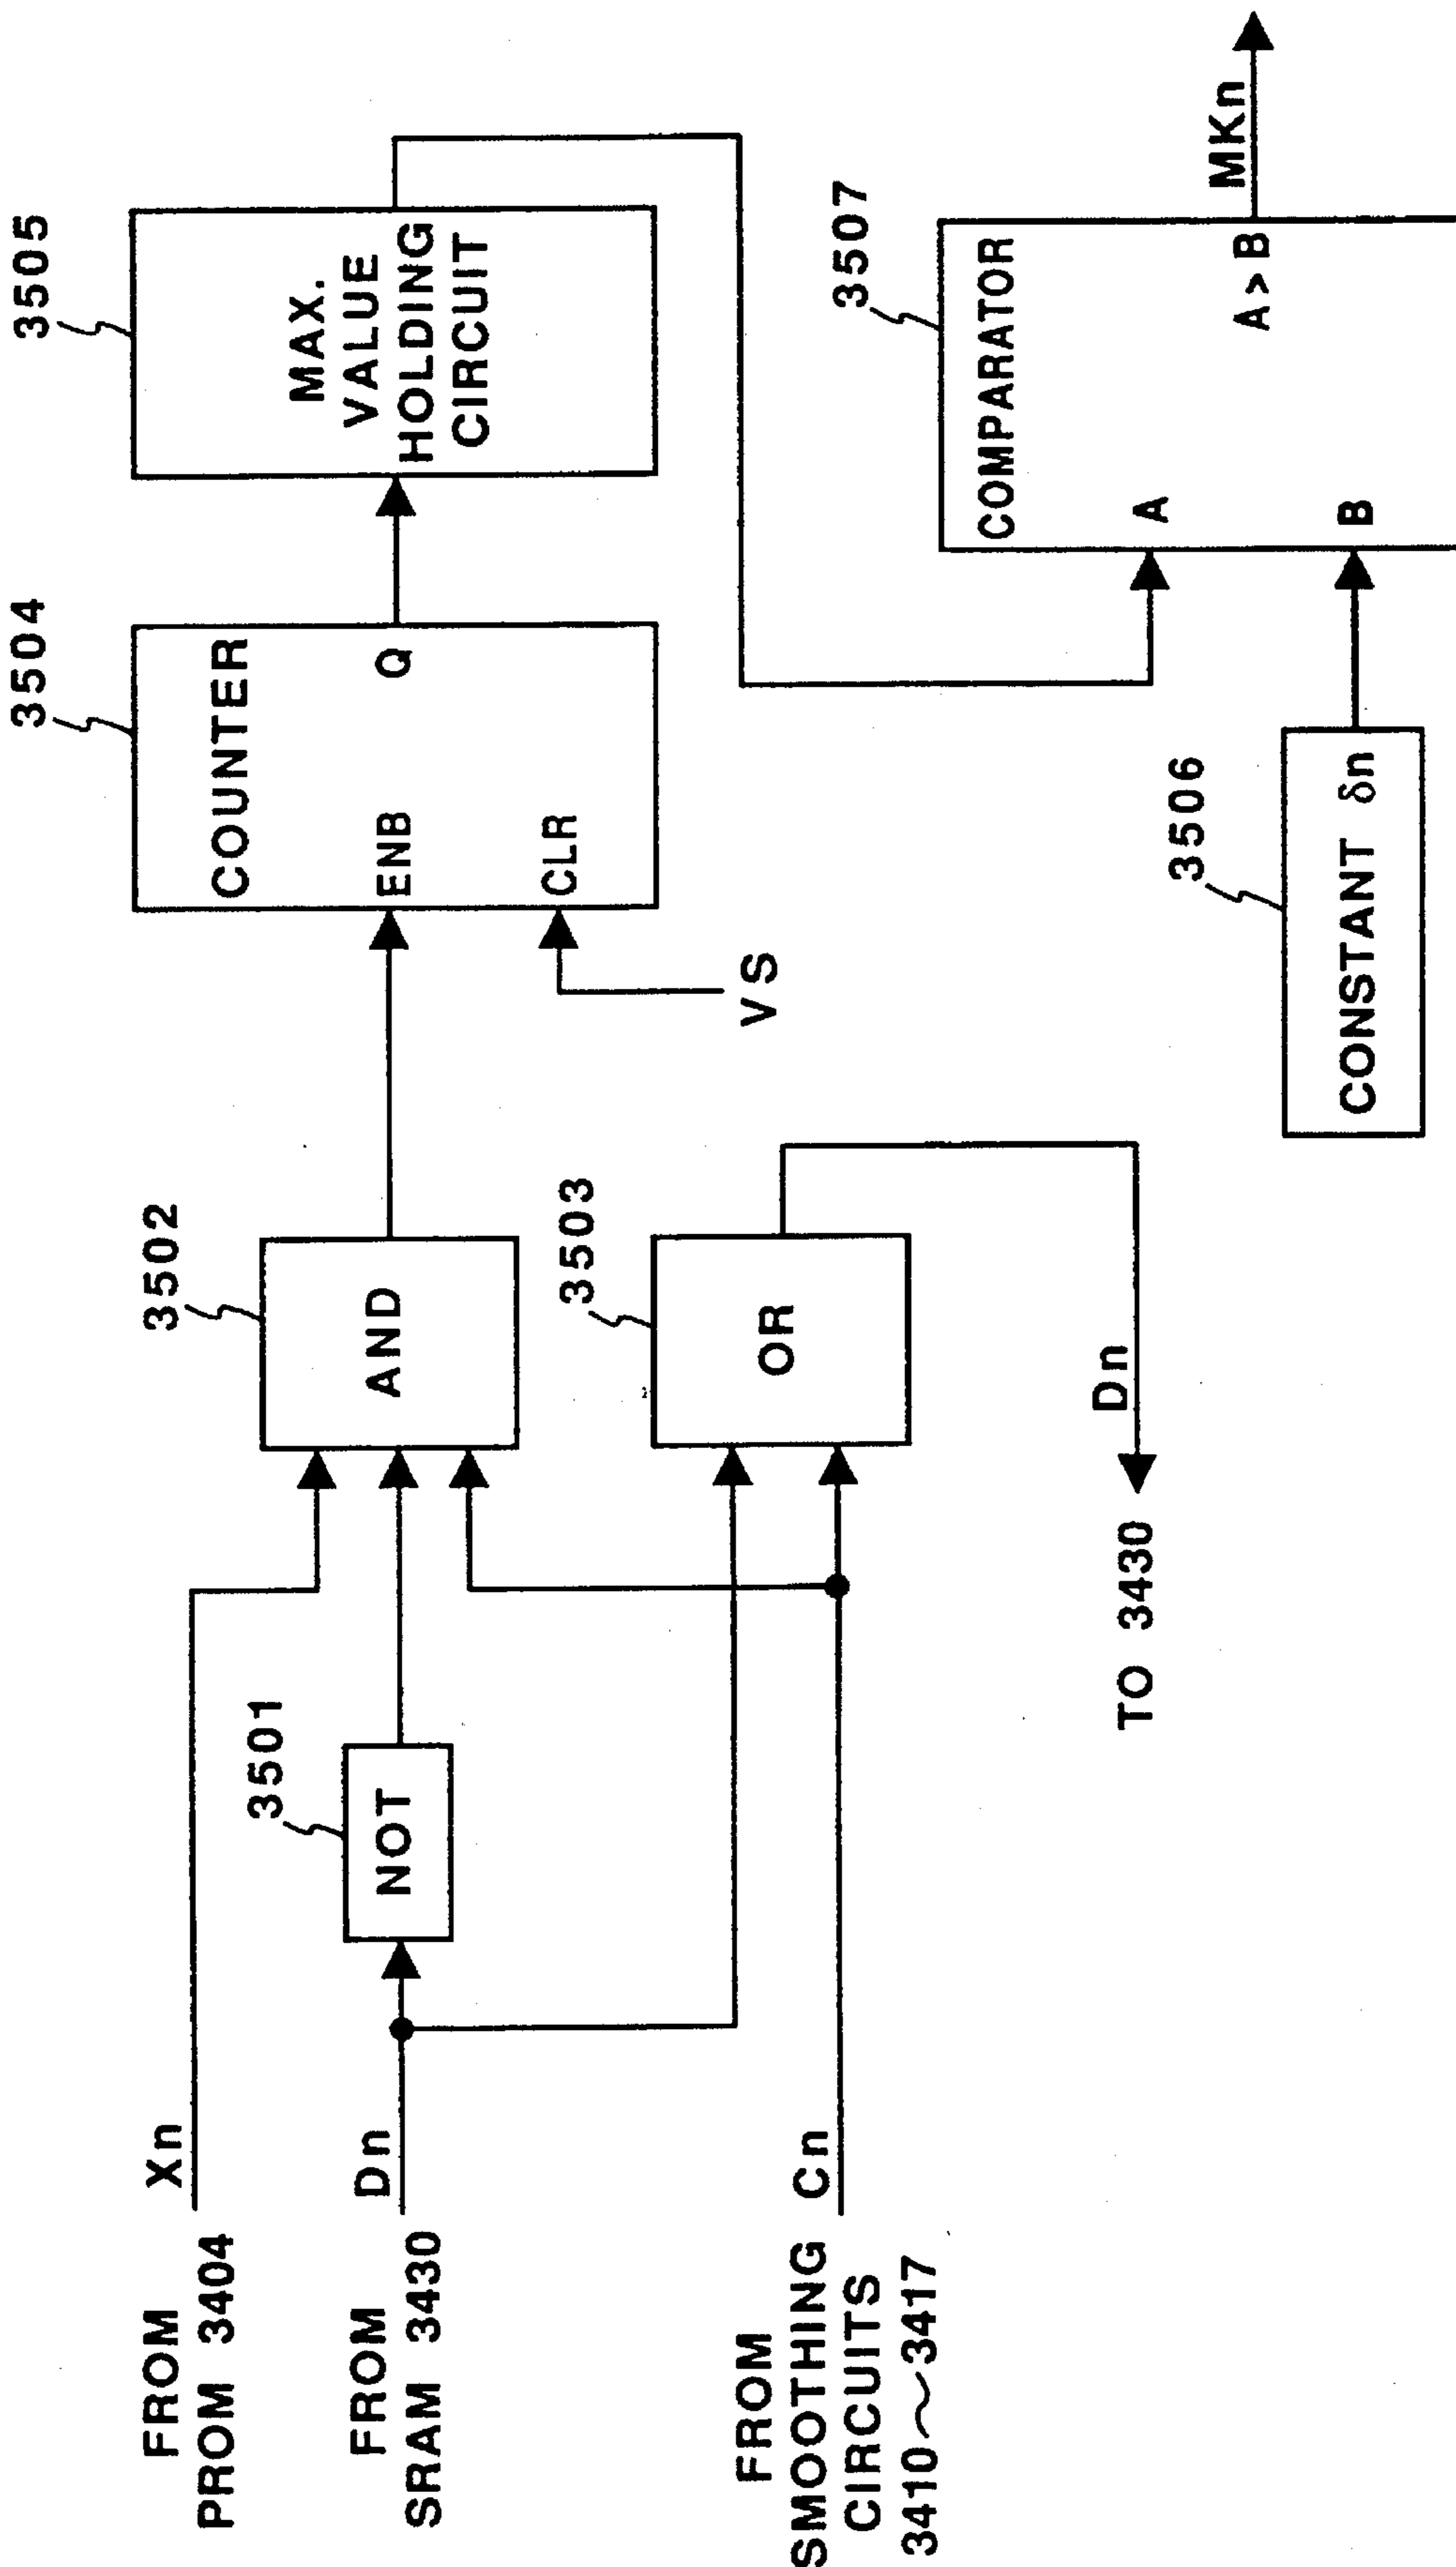 FROM
PROM 3404
Xn
FROM
SRAM 3430
Dn
FROM
SMOOTHING
CIRCUITS
3410~3417
Cn
3501
NOT
3502
AND
3503
OR
Dn
TO 3430
3504
COUNTER
ENB
Q
CLR
VS
3505
MAX.
VALUE
HOLDING
CIRCUIT
3506
CONSTANT δn
3507
COMPARATOR
A
B
A>B
MKn